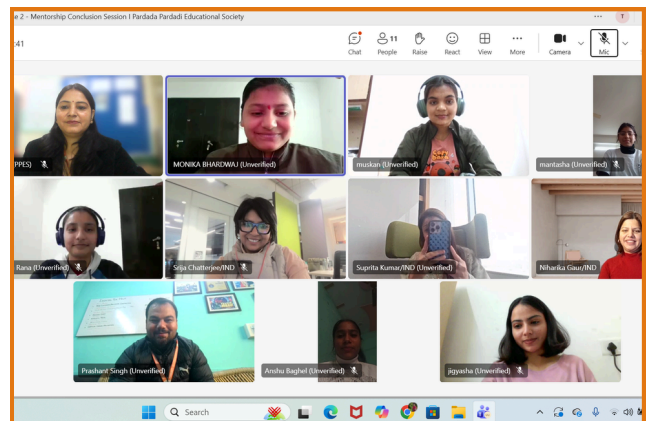 e 2 - Mentorship Conclusion Session I Pardada Pardadi Educational Society
T
:41
Chat
People
11
Raise
React
View
More
Camera
Mic
PPES)
MONIKA BHARDWAJ (Unverified)
muskan (Unverified)
mantasha (Unverified)
Rana (Unverified)
Srija Chatterjee/IND
Suprita Kumar/IND (Unverified)
Niharika Gaur/IND
Prashant Singh (Unverified)
Anshu Baghel (Unverified)
jigyasha (Unverified)
Search